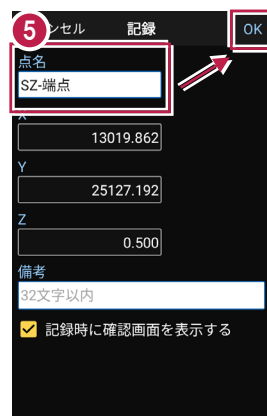 5 ンセル 記録 OK
点名
SZ-端点
X
13019.862
Y
25127.192
Z
0.500
備考
32文字以内
記録時に確認画面を表示する